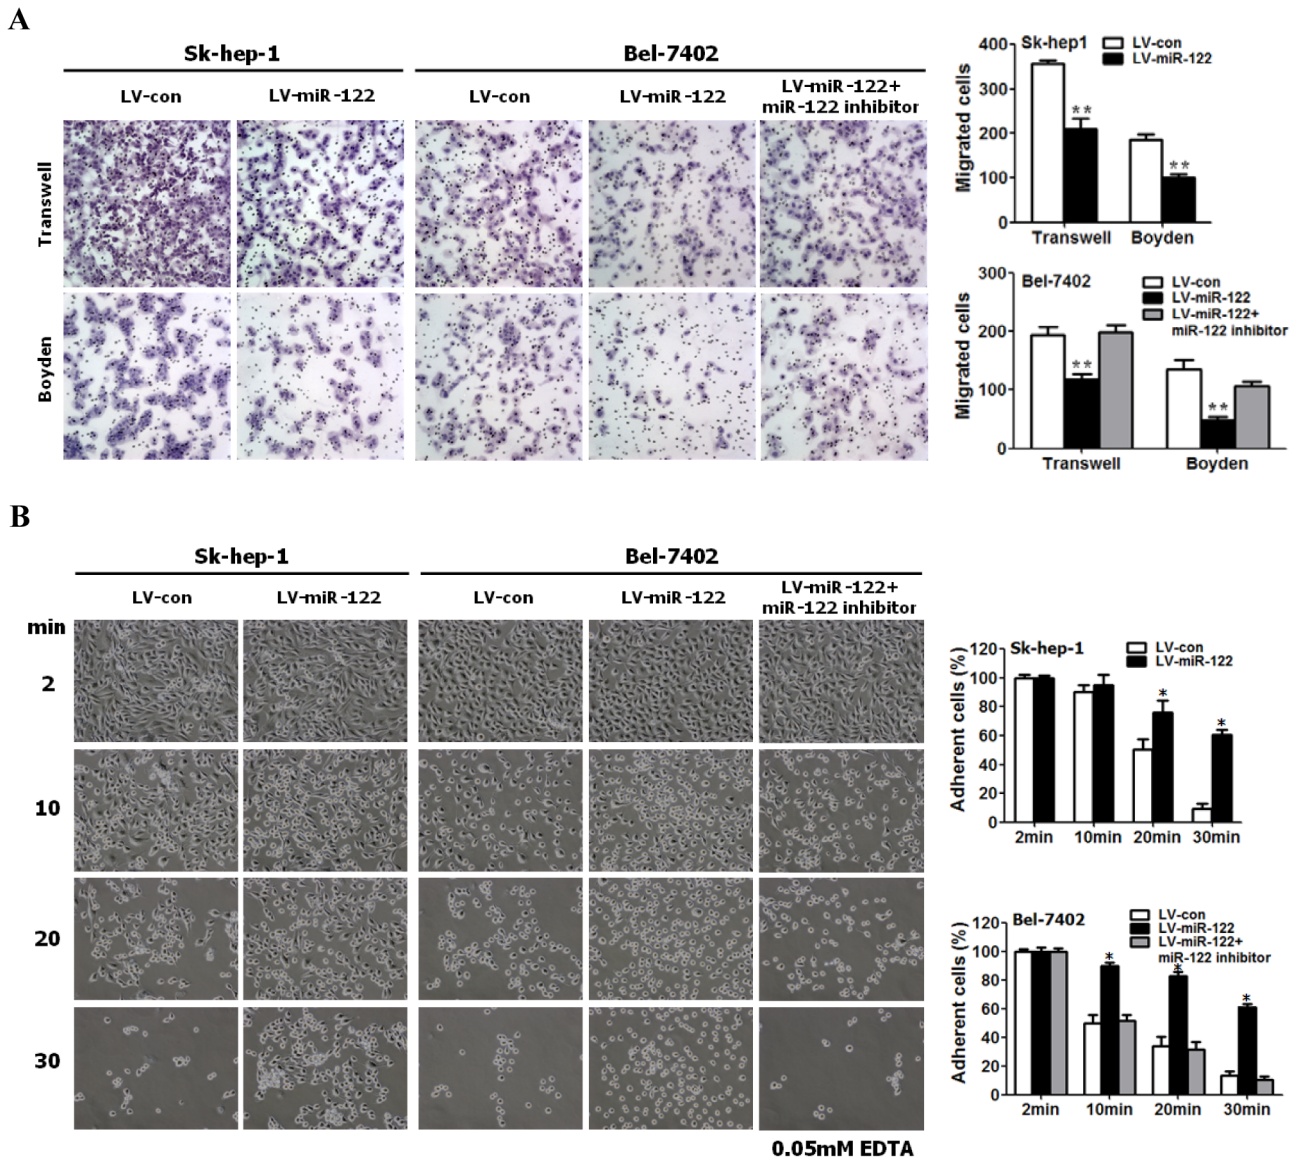 A
Sk-hep-1
Bel-7402
LV-con
LV-miR-122
LV-con
LV-miR-122
LV-miR-122+
miR-122 inhibitor
Transwell
Boyden
Migrated cells
400
300
200
100
0
Sk-hep1
LV-con
LV-miR-122
**
**
Transwell
Boyden
Migrated cells
300
200
100
0
Bel-7402
LV-con
LV-miR-122
LV-miR-122+
miR-122 inhibitor
**
**
Transwell
Boyden
B
Sk-hep-1
Bel-7402
LV-con
LV-miR-122
LV-con
LV-miR-122
LV-miR-122+
miR-122 inhibitor
min
2
10
20
30
0.05mM EDTA
Adherent cells (%)
120
100
80
60
40
20
0
Sk-hep-1
LV-con
LV-miR-122
*
*
2min
10min
20min
30min
Adherent cells (%)
120
100
80
60
40
20
0
Bel-7402
LV-con
LV-miR-122
LV-miR-122+
miR-122 inhibitor
*
*
*
2min
10min
20min
30min